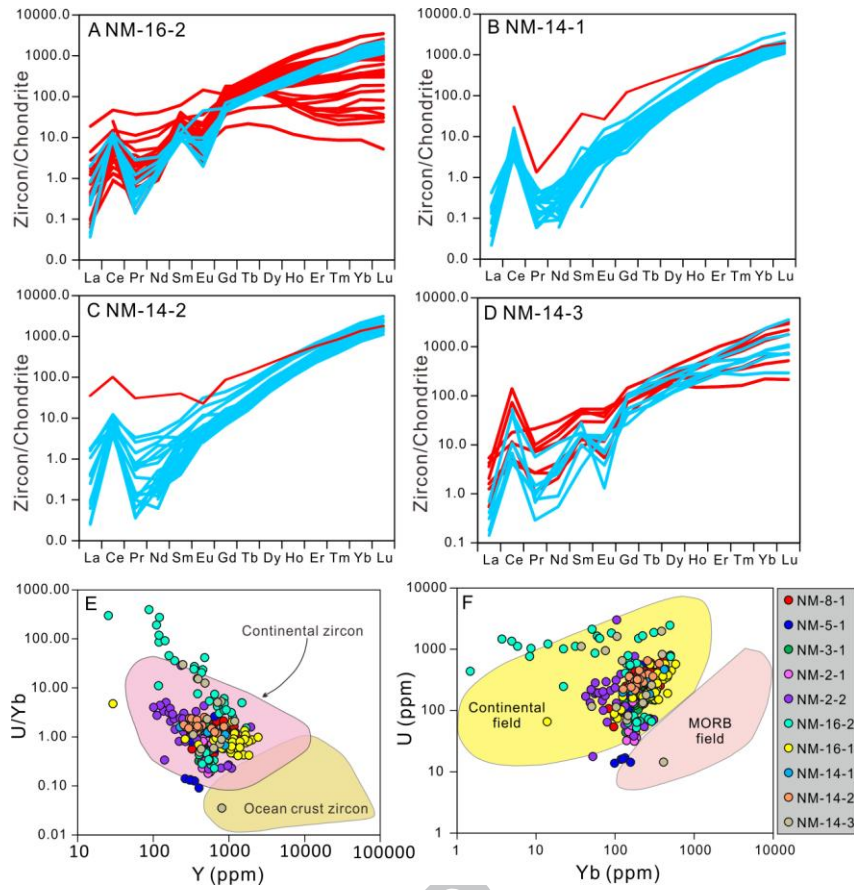 A NM-16-2
Zircon/Chondrite
10000.0
1000.0
100.0
10.0
1.0
0.1
0.0
La Ce Pr Nd Sm Eu Gd Tb Dy Ho Er Tm Yb Lu
B NM-14-1
Zircon/Chondrite
10000.0
1000.0
100.0
10.0
1.0
0.1
0.0
La Ce Pr Nd Sm Eu Gd Tb Dy Ho Er Tm Yb Lu
C NM-14-2
Zircon/Chondrite
10000.0
1000.0
100.0
10.0
1.0
0.1
0.0
La Ce Pr Nd Sm Eu Gd Tb Dy Ho Er Tm Yb Lu
D NM-14-3
Zircon/Chondrite
10000.0
1000.0
100.0
10.0
1.0
0.1
La Ce Pr Nd Sm Eu Gd Tb Dy Ho Er Tm Yb Lu
E
U/Yb
1000.00
100.00
10.00
1.00
0.10
0.01
Continental zircon
Ocean crust zircon
10 100 1000 10000 100000
Y (ppm)
F
U (ppm)
10000
1000
100
10
1
Continental
field
MORB
field
1 10 100 1000 10000
Yb (ppm)
NM-8-1
NM-5-1
NM-3-1
NM-2-1
NM-2-2
NM-16-2
NM-16-1
NM-14-1
NM-14-2
NM-14-3